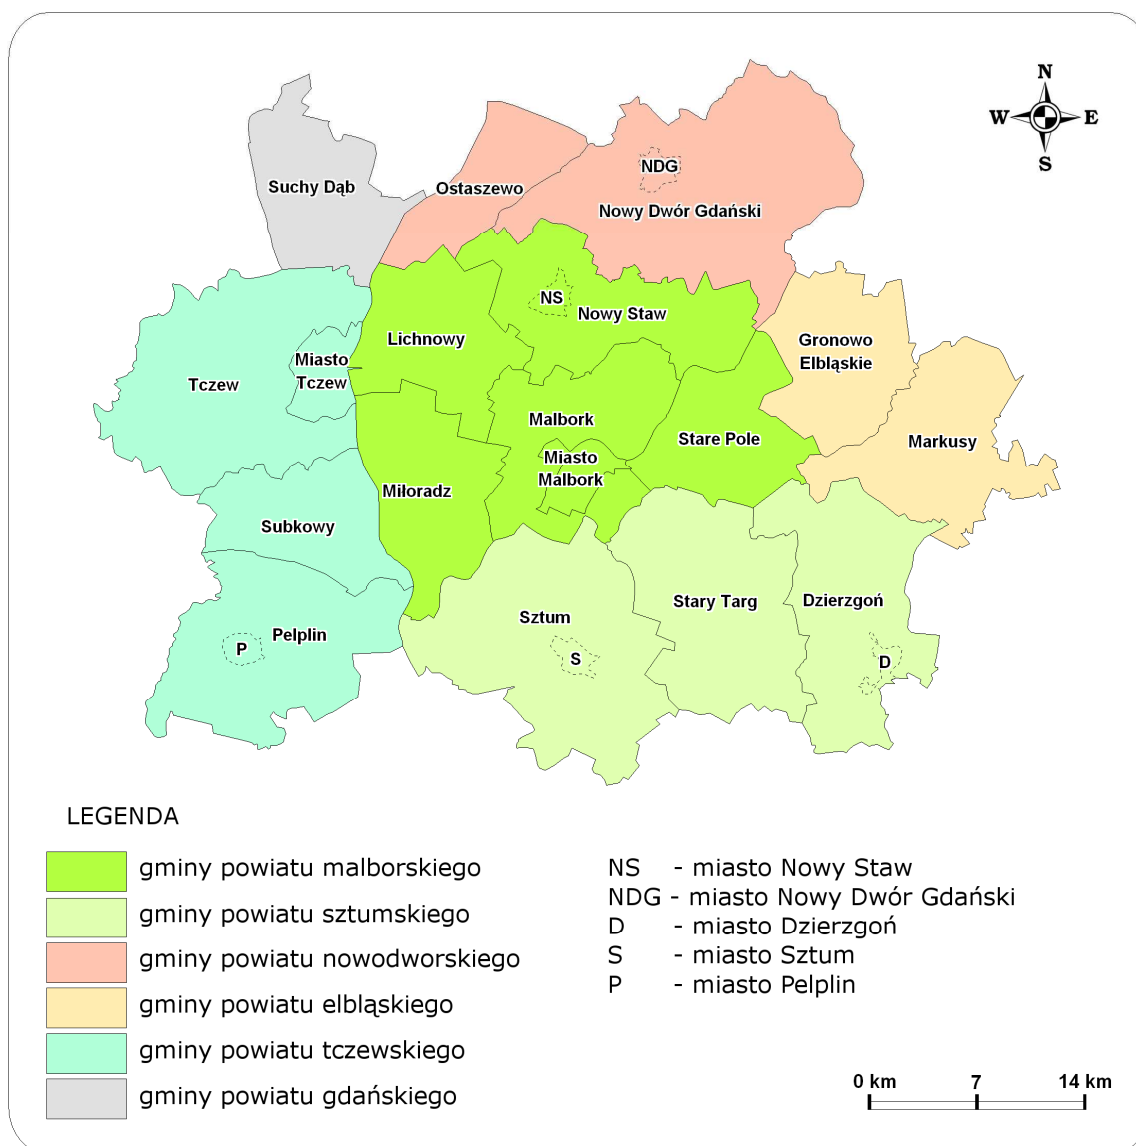 N
W E
S
NDG
Suchy Dąb
Ostaszewo
Nowy Dwór Gdański
NS
Nowy Staw
Lichnowy
Gronowo
Elbląskie
Miasto
Tczew
Tczew
Malbork
Stare Pole
Markusy
Miasto
Malbork
Miłoradz
Subkowy
Stary Targ
Dzierzgoń
Sztum
Pelplin
P
S
D
LEGENDA
gminy powiatu malborskiego
gminy powiatu sztumskiego
gminy powiatu nowodworskiego
gminy powiatu elbląskiego
gminy powiatu tczewskiego
gminy powiatu gdańskiego
NS - miasto Nowy Staw
NDG - miasto Nowy Dwór Gdański
D - miasto Dzierzgoń
S - miasto Sztum
P - miasto Pelplin
0 km 7 14 km